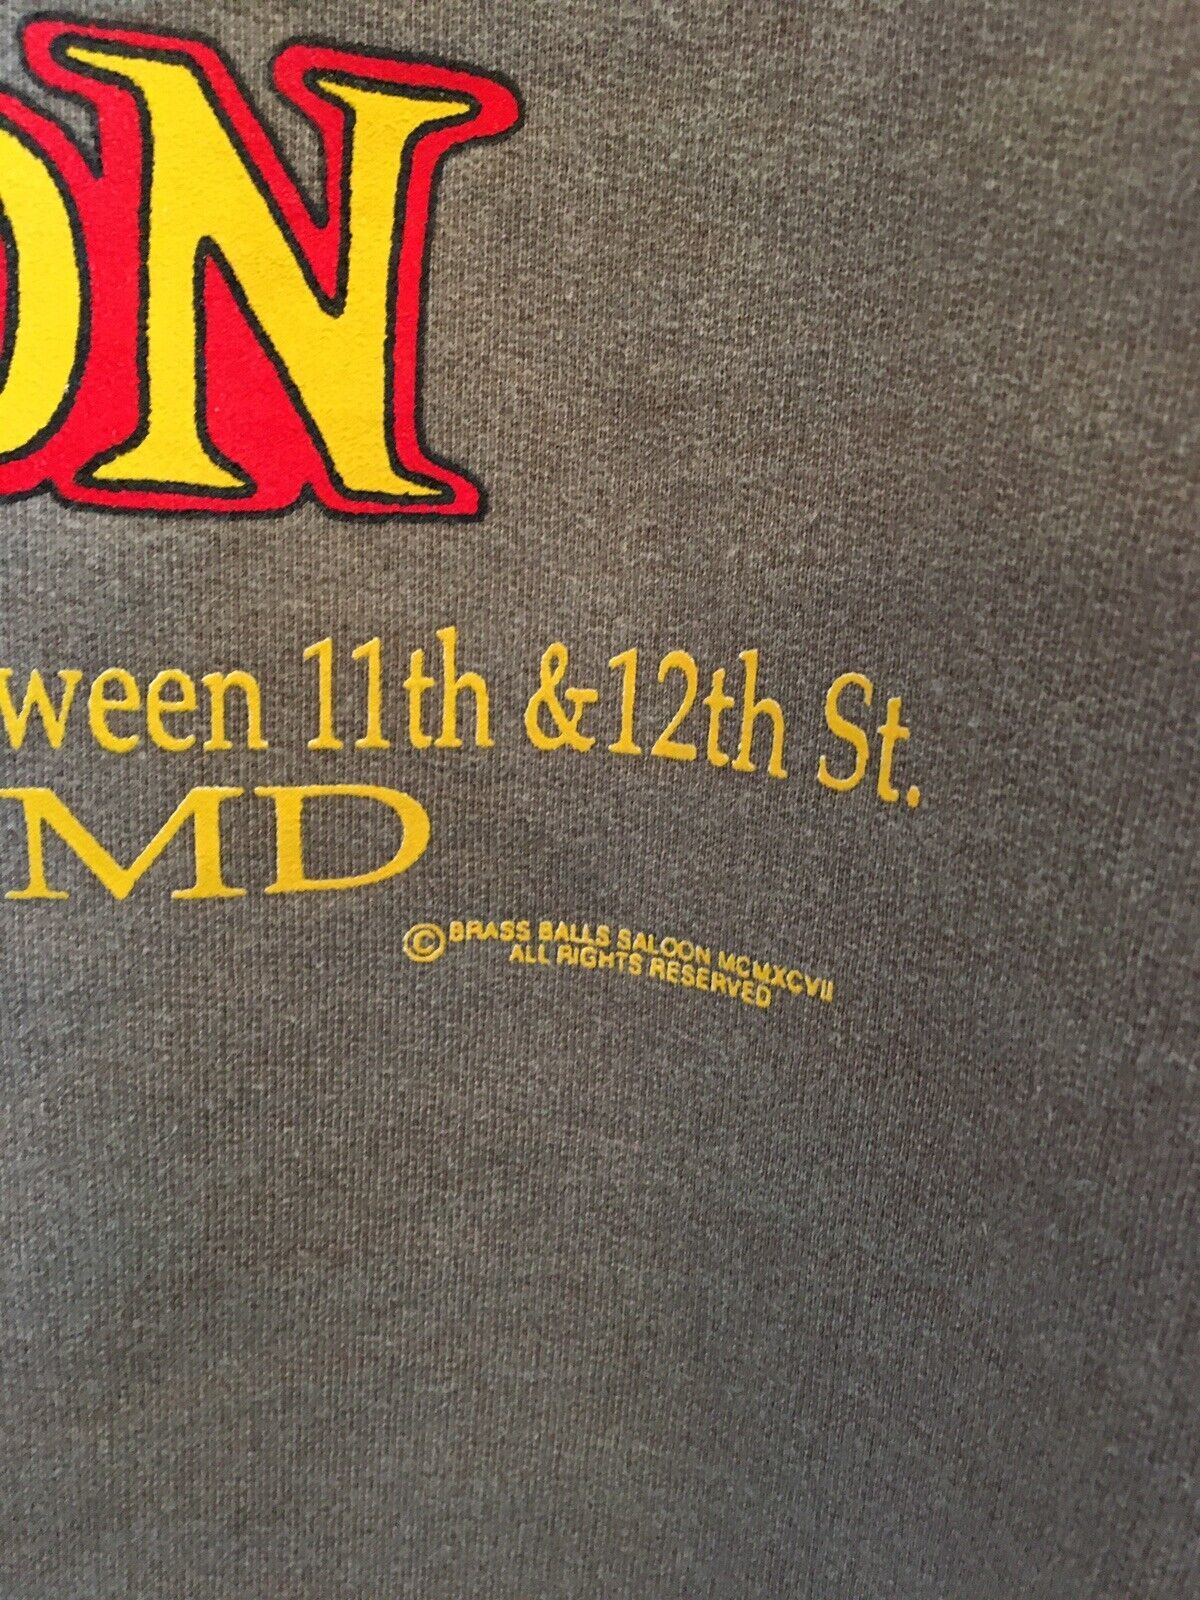 ON
ween 11th &12th St.
MD
© BRASS BALLS SALOON MCMXCVII
ALL RIGHTS RESERVED